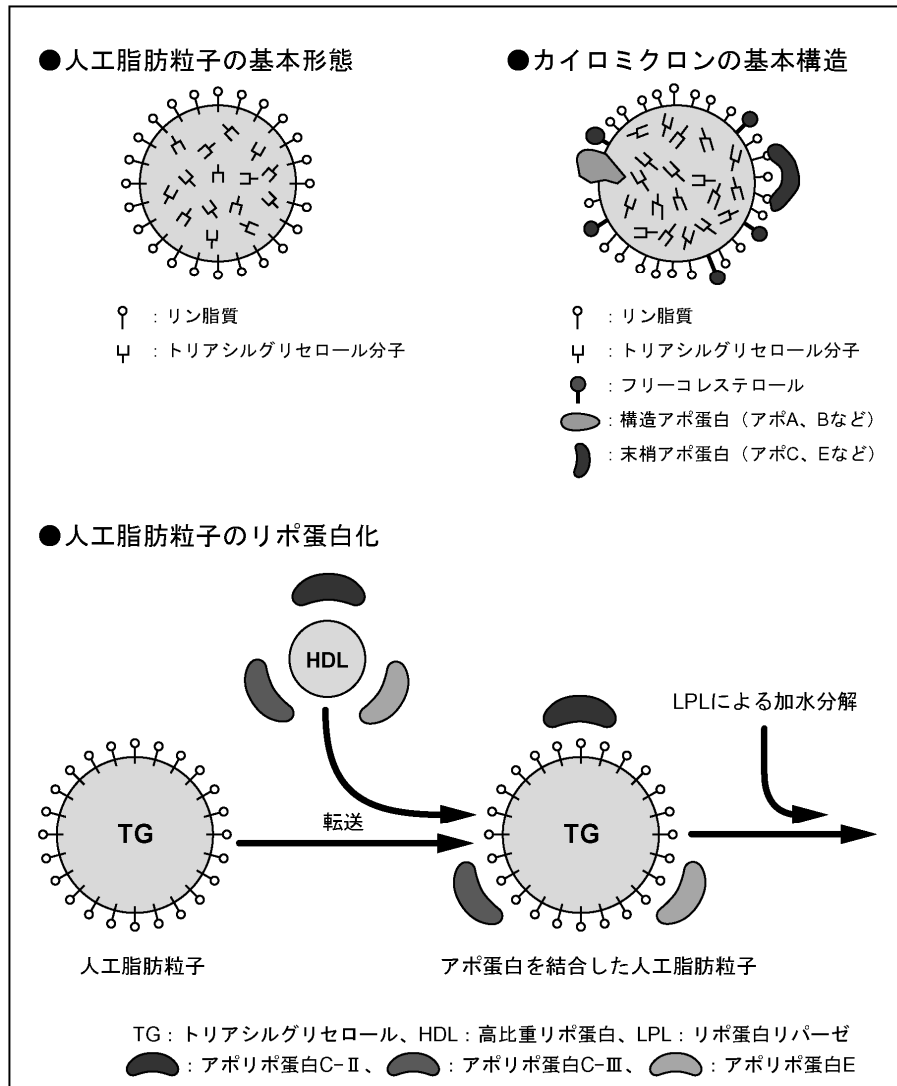 ●人工脂肪粒子の基本形態
●カイロミクロンの基本構造
：リン脂質
：トリアシルグリセロール分子
：リン脂質
：トリアシルグリセロール分子
：フリーコレステロール
：構造アポ蛋白（アポA、Bなど）
：末梢アポ蛋白（アポC、Eなど）
●人工脂肪粒子のリポ蛋白化
HDL
LPLによる加水分解
TG
転送
TG
人工脂肪粒子
アポ蛋白を結合した人工脂肪粒子
TG：トリアシルグリセロール、HDL：高比重リポ蛋白、LPL：リポ蛋白リパーゼ
：アポリポ蛋白C-Ⅱ、：アポリポ蛋白C-Ⅲ、：アポリポ蛋白E